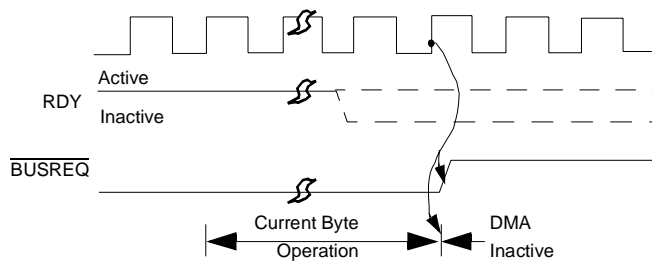 Active
RDY
Inactive
BUSREQ
Current Byte
Operation
DMA
Inactive